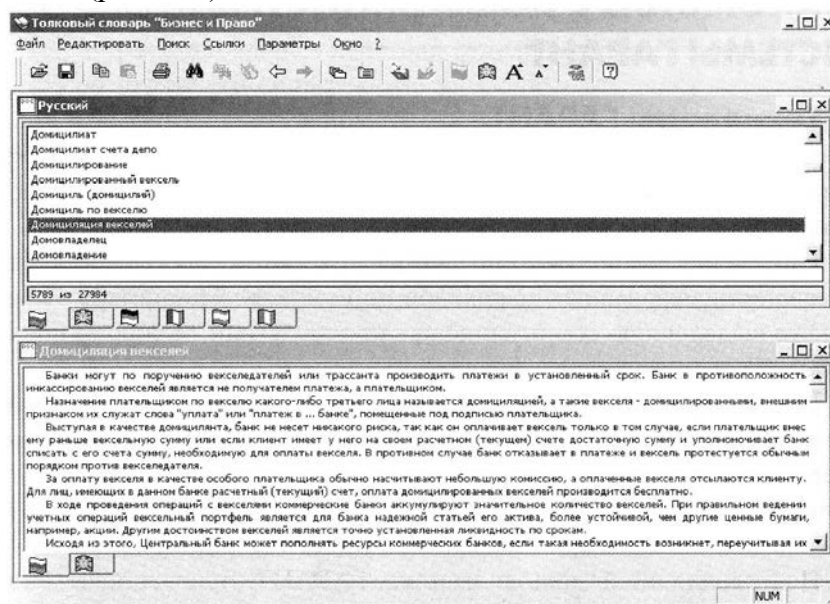 Толковый словарь "Бизнес и Право"
Файл Редактировать Поиск Ссылки Параметры Окно ?
Русский
Домицилиат
Домицилиат счета депо
Домицилирование
Домицилированный вексель
Домициль (домицилий)
Домициль по векселю
Домициляция векселей
Домовладелец
Домовладение
5789 из 27984
Домициляция векселей
Банки могут по поручению векселедателей или трассанта производить платежи в установленный срок. Банк в противоположность
инкассированию векселей является не получателем платежа, а плательщиком.
Назначение плательщиком по векселю какого-либо третьего лица называется домициляцией, а такие векселя - домицилированными, внешним
признаком их служат слова "уплата" или "платеж в ... банке", помещенные под подписью плательщика.
Выступая в качестве домицилянта, банк не несет никакого риска, так как он оплачивает вексель только в том случае, если плательщик внес
ему раньше вексельную сумму или если клиент имеет у него на своем расчетном (текущем) счете достаточную сумму и уполномочивает банк
списать с его счета сумму, необходимую для оплаты векселя. В противном случае банк отказывает в платеже и вексель протестуется обычным
порядком против векселедателя.
За оплату векселя в качестве особого плательщика обычно насчитывают небольшую комиссию, а оплаченные векселя отсылаются клиенту.
Для лиц, имеющих в данном банке расчетный (текущий) счет, оплата домицилированных векселей производится бесплатно.
В ходе проведения операций с векселями коммерческие банки аккумулируют значительное количество векселей. При правильном ведении
учетных операций вексельный портфель является для банка надежной статьей его актива, более устойчивой, чем другие ценные бумаги,
например, акции. Другим достоинством векселей является точно установленная ликвидность по срокам.
Исходя из этого, Центральный банк может пополнять ресурсы коммерческих банков, если такая необходимость возникнет, переучитывая их
NUM